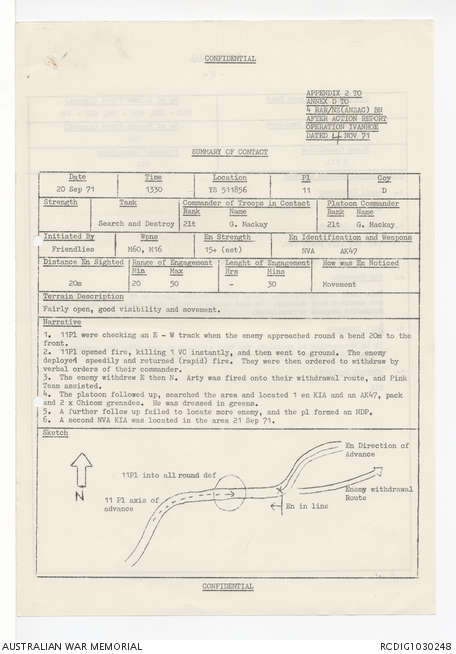 CONFIDENTIAL
APPENDIX 2 TO
ANNEX D TO
4 RAR/NZ(ANZAC) BN
AFTER ACTION REPORT
OPERATION IVANHOE
DATED 4 NOV 71
SUMMARY OF CONTACT
Date Time Location Pl Coy
20 Sep 71 1330 YS 511856 11 D
Strength Task Commander of Troops in Contact Platoon Commander
Rank Name Rank Name
Search and Destroy 2lt G. Mackay 2lt G. Mackay
Initiated By Wpns En Strength En Identification and Weapons
Friendlies M60, M16 15+ (est) NVA AK47
Distance En Sighted Range of Engagement Lenght of Engagement How was En Noticed
Min Max Hrs Mins
20m 20 50 - 30 Movement
Terrain Description
Fairly open, good visibility and movement.
Narrative
1. 11Pl were checking an E - W track when the enemy approached round a bend 20m to the
front.
2. 11Pl opened fire, killing 1 VC instantly, and then went to ground. The enemy
deployed speedily and returned (rapid) fire. They were then ordered to withdraw by
verbal orders of their commander.
3. The enemy withdrew E then N. Arty was fired onto their withdrawal route, and Pink
Team assisted.
4. The platoon followed up, searched the area and located 1 en KIA and an AK47, pack
and 2 x Chicom grenades. He was dressed in greens.
5. A further follow up failed to locate more enemy, and the pl formed an NDP.
6. A second NVA KIA was located in the area 21 Sep 71.
Sketch
En Direction of
Advance
11Pl into all round def
N
11 Pl axis of
advance
Enemy withdrawal
Route
En in line
CONFIDENTIAL
AUSTRALIAN WAR MEMORIAL RCDIG1030248